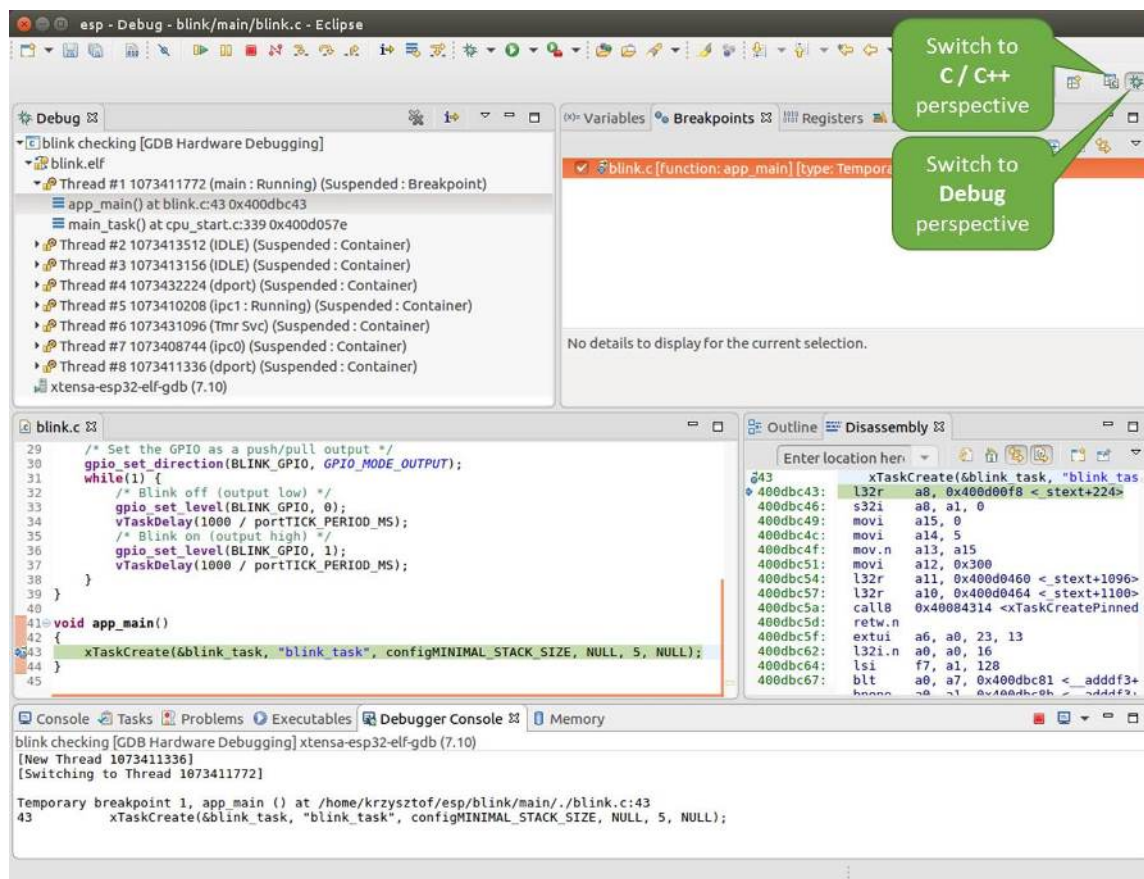 esp - Debug - blink/main/blink.c - Eclipse
Switch to
C / C++
perspective
Switch to
Debug
perspective
Debug
blink checking [GDB Hardware Debugging]
blink.elf
Thread #1 1073411772 (main : Running) (Suspended : Breakpoint)
app_main() at blink.c:43 0x400dbc43
main_task() at cpu_start.c:339 0x400d057e
Thread #2 1073413512 (IDLE) (Suspended : Container)
Thread #3 1073413156 (IDLE) (Suspended : Container)
Thread #4 1073432224 (dport) (Suspended : Container)
Thread #5 1073410208 (ipc1 : Running) (Suspended : Container)
Thread #6 1073431096 (Tmr Svc) (Suspended : Container)
Thread #7 1073408744 (ipc0) (Suspended : Container)
Thread #8 1073411336 (dport) (Suspended : Container)
xtensa-esp32-elf-gdb (7.10)
(x)= Variables Breakpoints Registers
blink.c [function: app_main] [type: Tempora
No details to display for the current selection.
blink.c
29 /* Set the GPIO as a push/pull output */
30 gpio_set_direction(BLINK_GPIO, GPIO_MODE_OUTPUT);
31 while(1) {
32 /* Blink off (output low) */
33 gpio_set_level(BLINK_GPIO, 0);
34 vTaskDelay(1000 / portTICK_PERIOD_MS);
35 /* Blink on (output high) */
36 gpio_set_level(BLINK_GPIO, 1);
37 vTaskDelay(1000 / portTICK_PERIOD_MS);
38 }
39 }
40
41 void app_main()
42 {
43 xTaskCreate(&blink_task, "blink_task", configMINIMAL_STACK_SIZE, NULL, 5, NULL);
44 }
45
Outline Disassembly
Enter location her
43 xTaskCreate(&blink_task, "blink_tas
400dbc43: l32r a8, 0x400d00f8 <_stext+224>
400dbc46: s32i a8, a1, 0
400dbc49: movi a15, 0
400dbc4c: movi a14, 5
400dbc4f: mov.n a13, a15
400dbc51: movi a12, 0x300
400dbc54: l32r a11, 0x400d0460 <_stext+1096>
400dbc57: l32r a10, 0x400d0464 <_stext+1100>
400dbc5a: call8 0x40084314 <xTaskCreatePinned
400dbc5d: retw.n
400dbc5f: extui a6, a0, 23, 13
400dbc62: l32i.n a0, a0, 16
400dbc64: lsi f7, a1, 128
400dbc67: blt a0, a7, 0x400dbc81 <__adddf3+
Console Tasks Problems Executables Debugger Console Memory
blink checking [GDB Hardware Debugging] xtensa-esp32-elf-gdb (7.10)
[New Thread 1073411336]
[Switching to Thread 1073411772]
Temporary breakpoint 1, app_main () at /home/krzysztof/esp/blink/main/./blink.c:43
43 xTaskCreate(&blink_task, "blink_task", configMINIMAL_STACK_SIZE, NULL, 5, NULL);